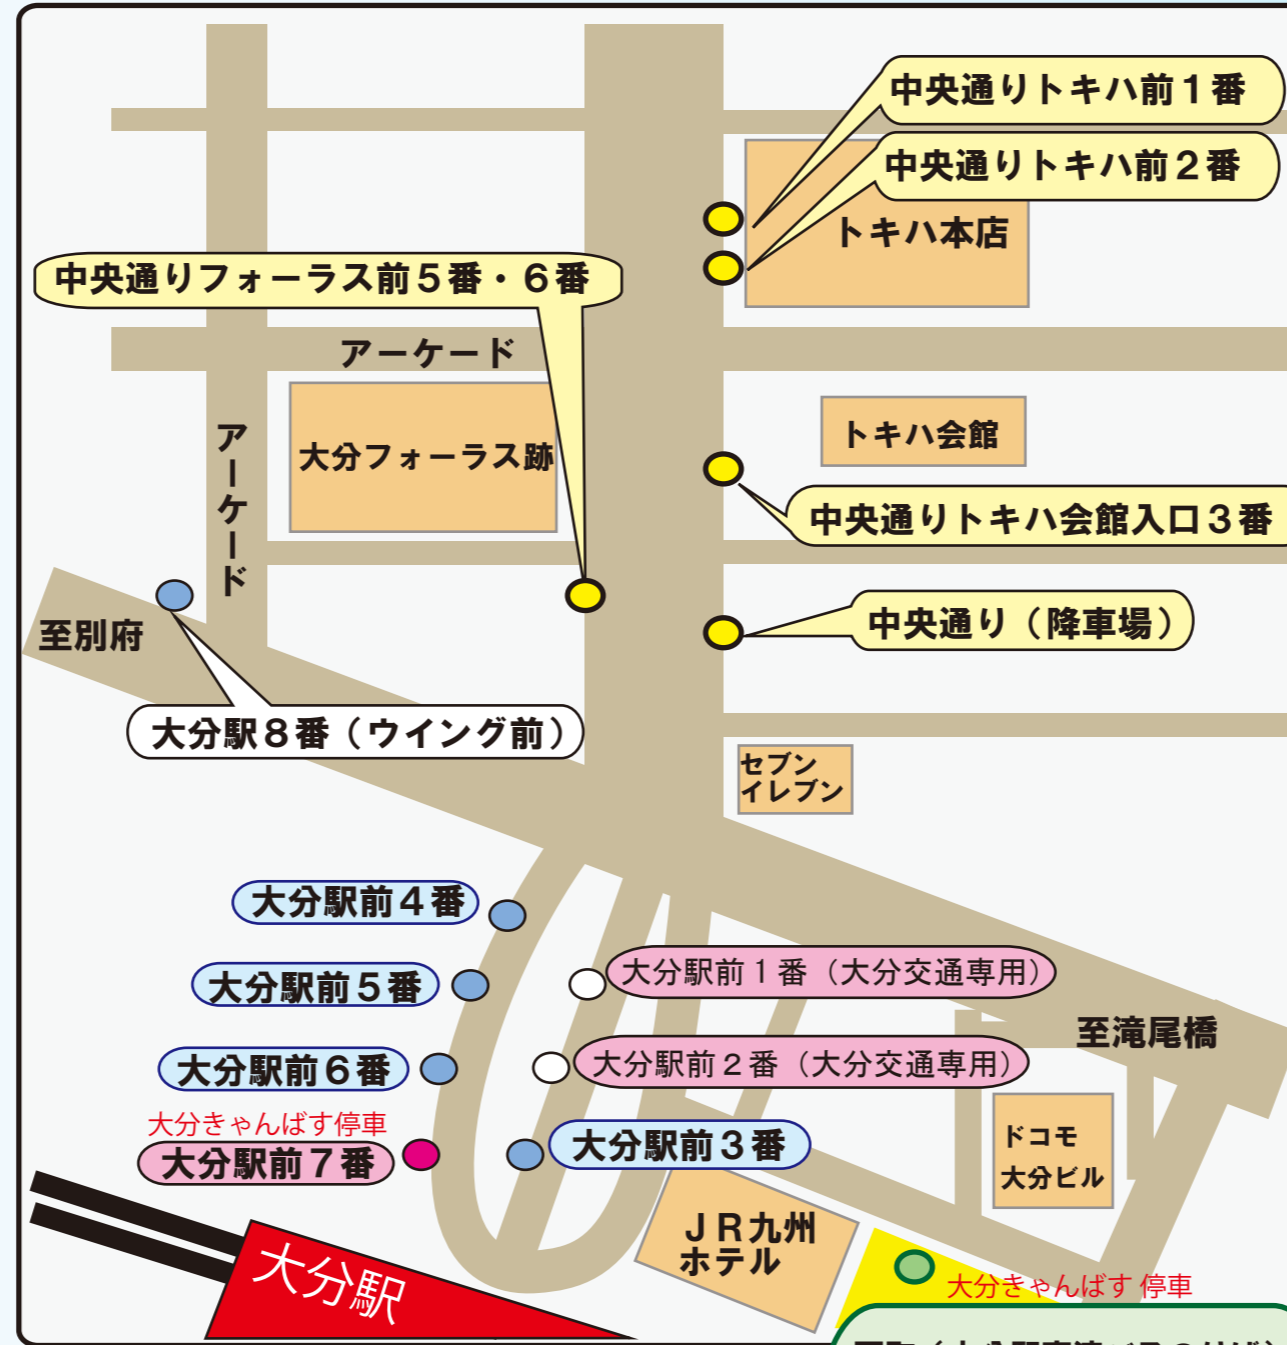 中央通りトキハ前１番
中央通りトキハ前２番
トキハ本店
中央通りフォーラス前５番・６番
アーケード
大分フォーラス跡
アーケード
トキハ会館
中央通りトキハ会館入口３番
中央通り（降車場）
至別府
大分駅８番（ウイング前）
セブン
イレブン
大分駅前４番
大分駅前５番
大分駅前１番（大分交通専用）
至滝尾橋
大分駅前６番
大分駅前２番（大分交通専用）
大分きゃんばす停車
大分駅前７番
大分駅前３番
ドコモ
大分ビル
ＪＲ九州
ホテル
大分駅
大分きゃんばす 停車